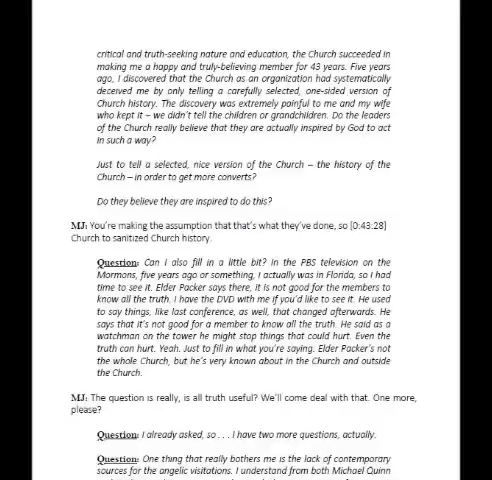 critical and truth-seeking nature and education, the Church succeeded in
making me a happy and truly-believing member for 43 years. Five years
ago, I discovered that the Church as an organization had systematically
deceived me by only telling a carefully selected, one-sided version of
Church history. The discovery was extremely painful to me and my wife
who kept it – we didn't tell the children or grandchildren. Do the leaders
of the Church really believe that they are actually inspired by God to act
in such a way?
Just to tell a selected, nice version of the Church – the history of the
Church – in order to get more converts?
Do they believe they are inspired to do this?
MJ: You're making the assumption that that's what they've done, so [0:43:28]
Church to sanitized Church history.
Question: Can I also fill in a little bit? In the PBS television on the
Mormons, five years ago or something, I actually was in Florida, so I had
time to see it. Elder Packer says there, it is not good for the members to
know all the truth. I have the DVD with me if you'd like to see it. He used
to say things, like last conference, as well, that changed afterwards. He
says that it's not good for a member to know all the truth. He said as a
watchman on the tower he might stop things that could hurt. Even the
truth can hurt. Yeah. Just to fill in what you're saying. Elder Packer's not
the whole Church, but he's very known about in the Church and outside
the Church.
MJ: The question is really, is all truth useful? We'll come deal with that. One more,
please?
Question: I already asked, so . . . I have two more questions, actually.
Question: One thing that really bothers me is the lack of contemporary
sources for the angelic visitations. I understand from both Michael Quinn